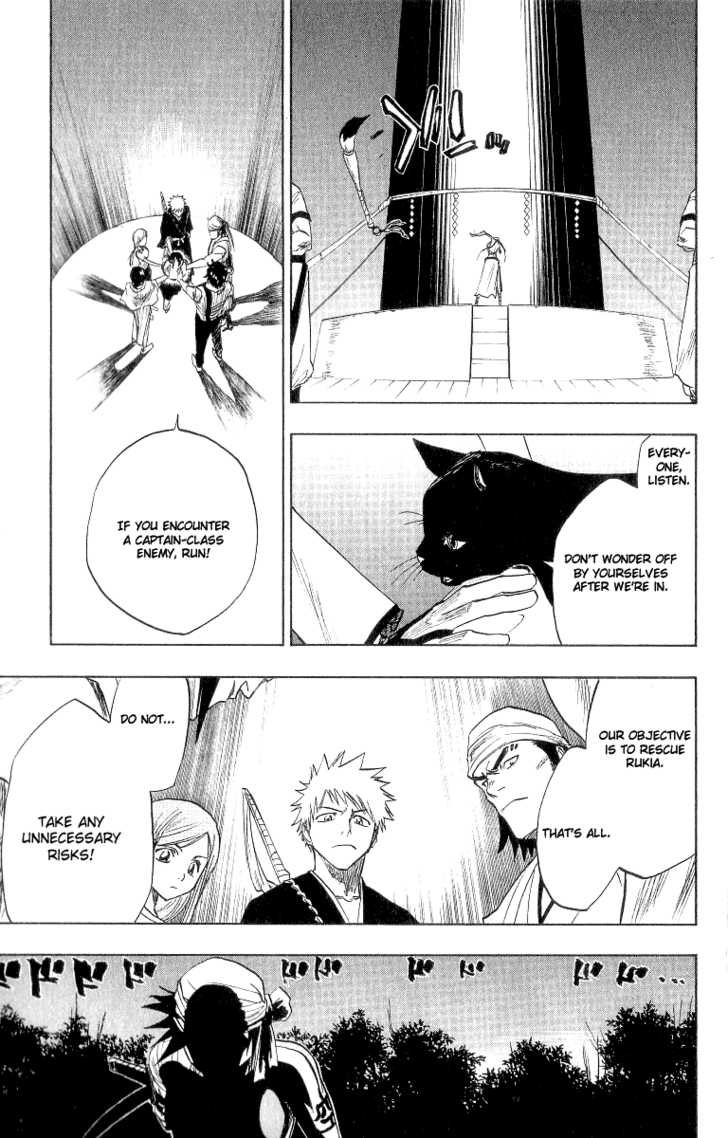 EVERY-
ONE,
LISTEN.
DON'T WONDER OFF
BY YOURSELVES
AFTER WE'RE IN.
IF YOU ENCOUNTER
A CAPTAIN-CLASS
ENEMY, RUN!
OUR OBJECTIVE
IS TO RESCUE
RUKIA.
THAT'S ALL.
DO NOT...
TAKE ANY
UNNECESSARY
RISKS!